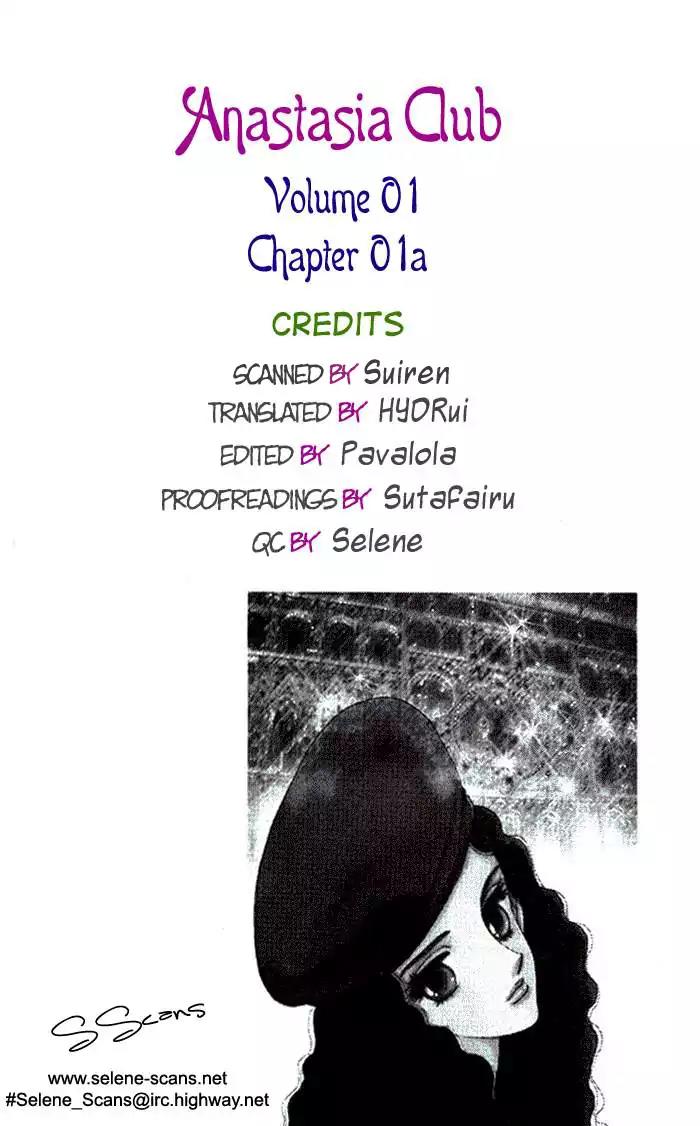 Anastasia Club
Volume 01
Chapter 01a
CREDITS
SCANNED BY Suiren
TRANSLATED BY HYDRui
EDITED BY Pavalola
PROOFREADINGS BY Sutafairu
QC BY Selene
S Scans
www.selene-scans.net
#Selene_Scans@irc.highway.net